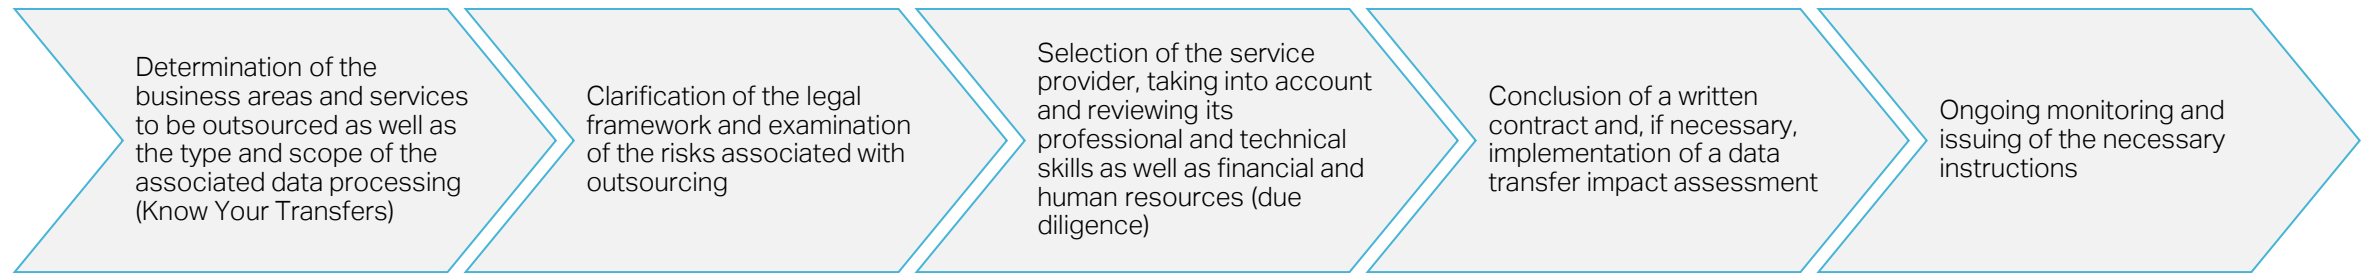 Determination of the
business areas and services
to be outsourced as well as
the type and scope of the
associated data processing
(Know Your Transfers)
Clarification of the legal
framework and examination
of the risks associated with
outsourcing
Selection of the service
provider, taking into account
and reviewing its
professional and technical
skills as well as financial and
human resources (due
diligence)
Conclusion of a written
contract and, if necessary,
implementation of a data
transfer impact assessment
Ongoing monitoring and
issuing of the necessary
instructions